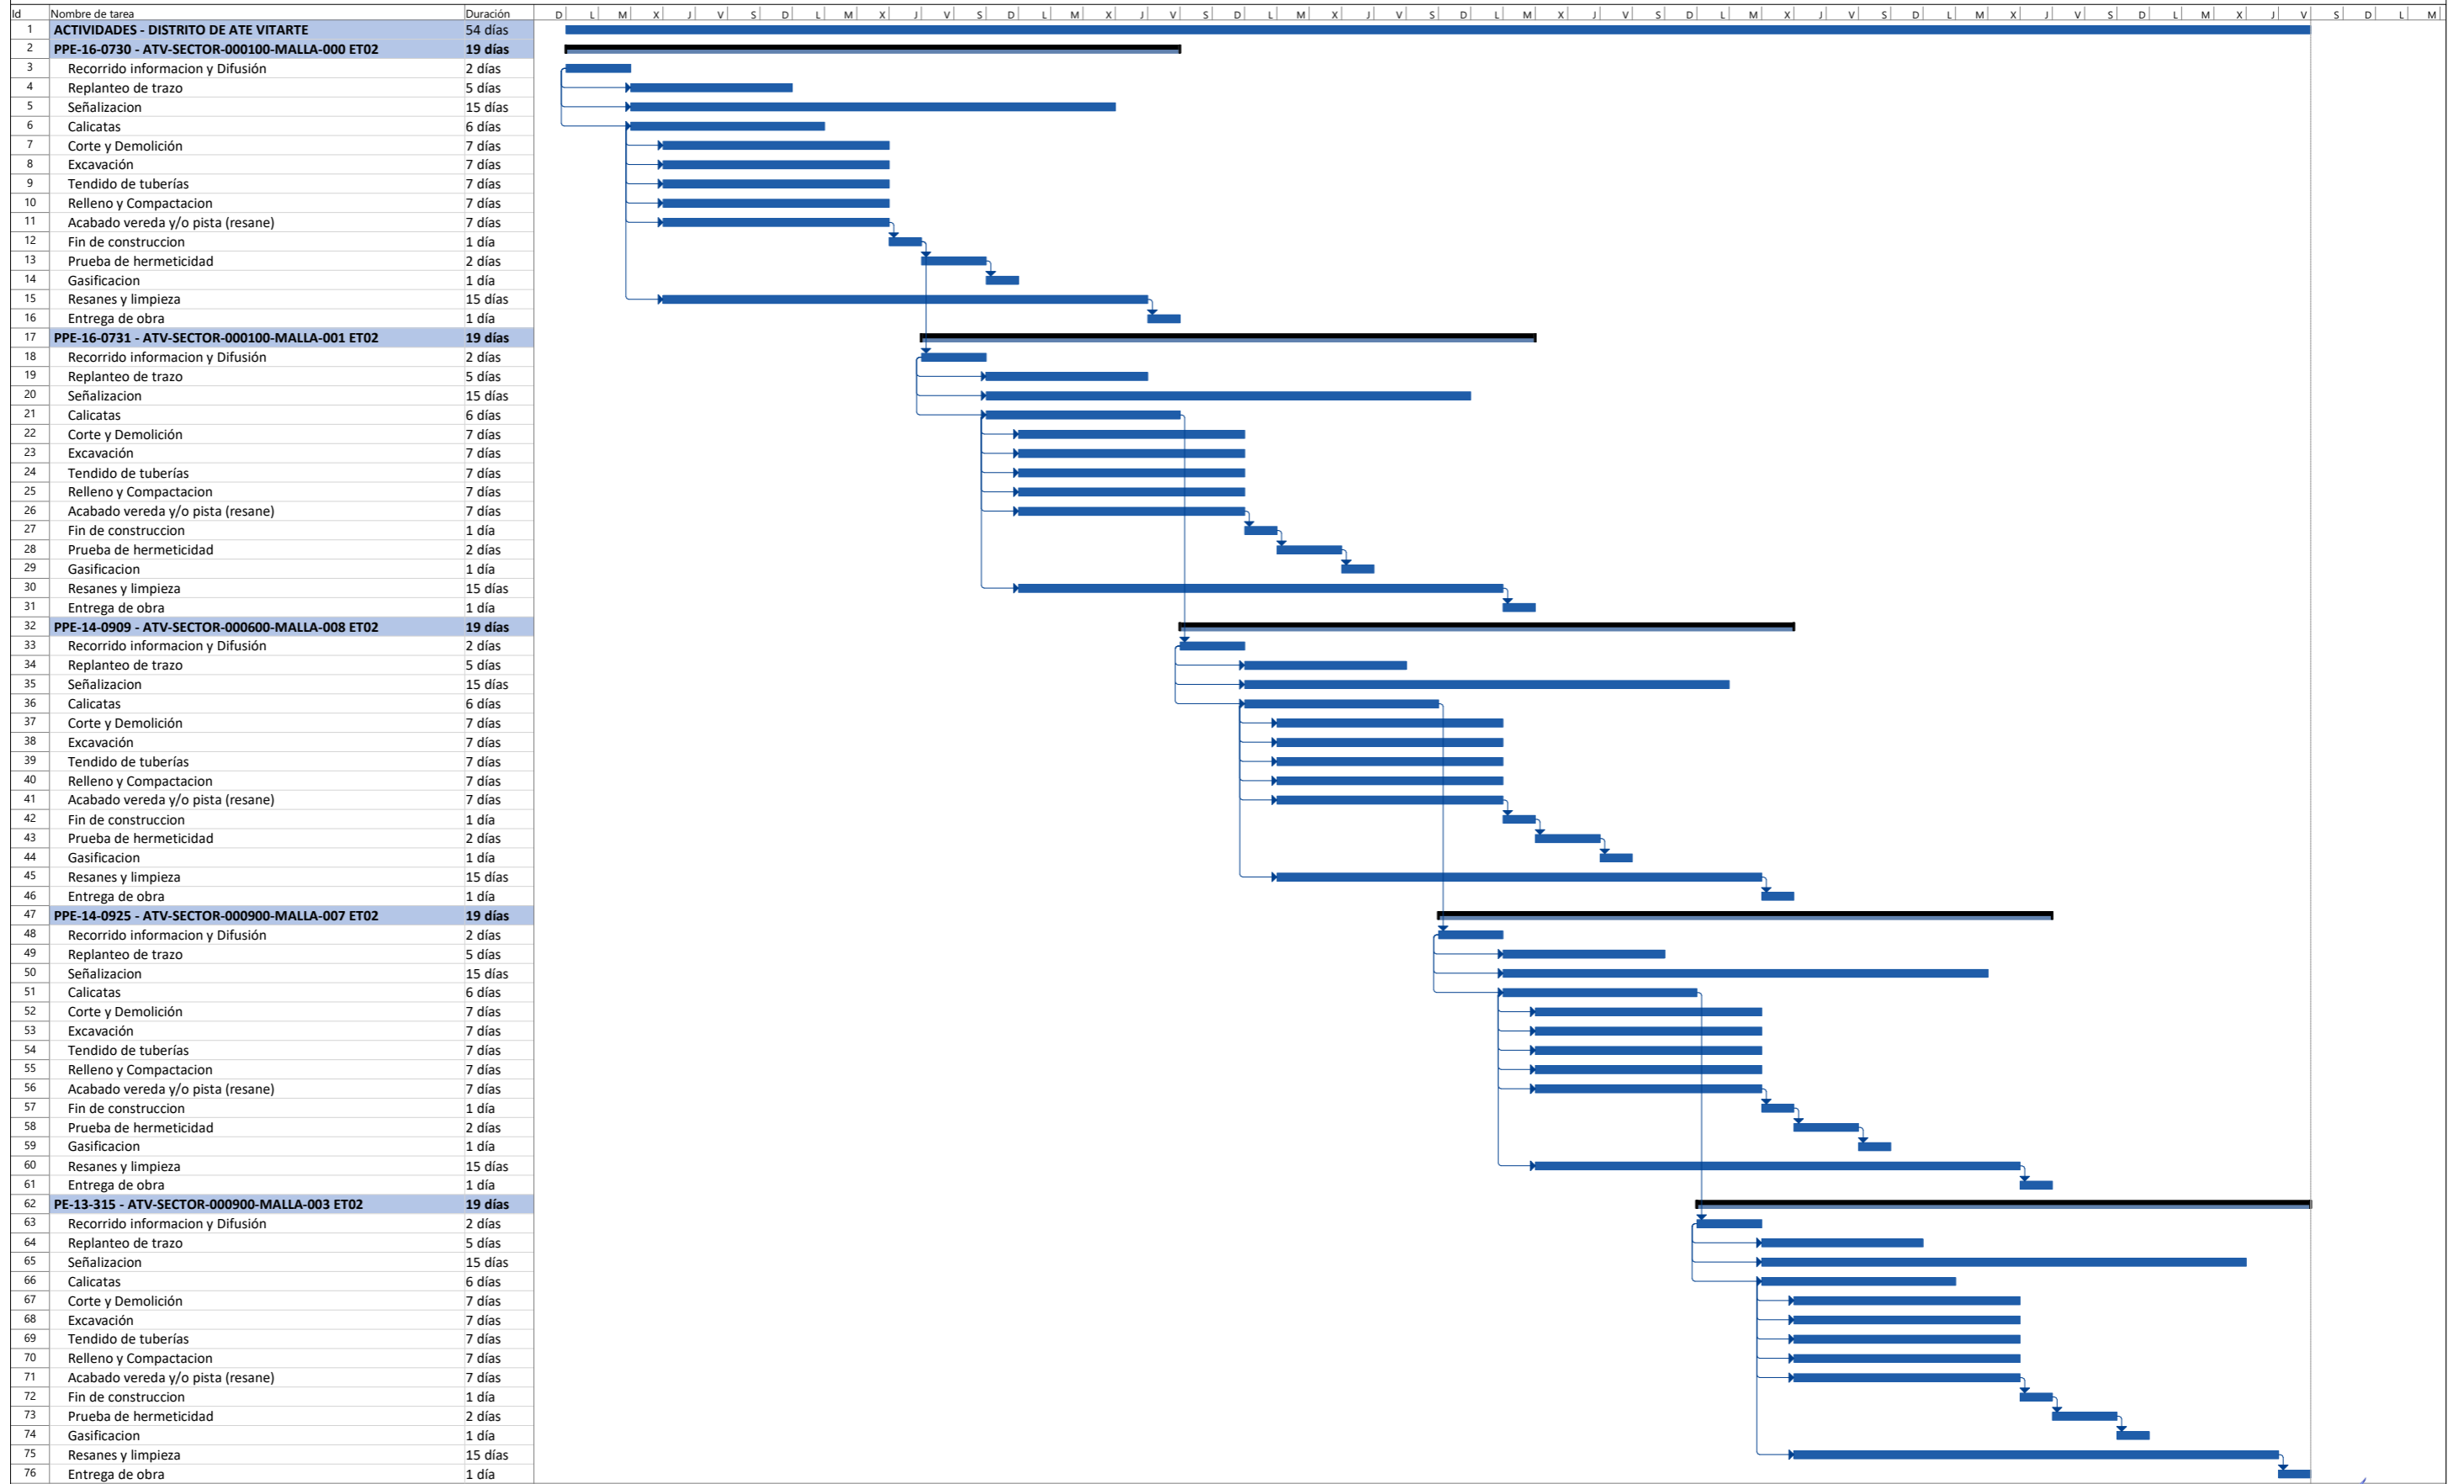 Id Nombre de tarea Duración D L M X J V S D L M X J V S D L M X J V S D L M X J V S D L M X J V S D L M X J V S D L M X J V S D L M X J V S D L M
1 ACTIVIDADES - DISTRITO DE ATE VITARTE 54 días
2 PPE-16-0730 - ATV-SECTOR-000100-MALLA-000 ET02 19 días
3 Recorrido informacion y Difusión 2 días
4 Replanteo de trazo 5 días
5 Señalizacion 15 días
6 Calicatas 6 días
7 Corte y Demolición 7 días
8 Excavación 7 días
9 Tendido de tuberías 7 días
10 Relleno y Compactacion 7 días
11 Acabado vereda y/o pista (resane) 7 días
12 Fin de construccion 1 día
13 Prueba de hermeticidad 2 días
14 Gasificacion 1 día
15 Resanes y limpieza 15 días
16 Entrega de obra 1 día
17 PPE-16-0731 - ATV-SECTOR-000100-MALLA-001 ET02 19 días
18 Recorrido informacion y Difusión 2 días
19 Replanteo de trazo 5 días
20 Señalizacion 15 días
21 Calicatas 6 días
22 Corte y Demolición 7 días
23 Excavación 7 días
24 Tendido de tuberías 7 días
25 Relleno y Compactacion 7 días
26 Acabado vereda y/o pista (resane) 7 días
27 Fin de construccion 1 día
28 Prueba de hermeticidad 2 días
29 Gasificacion 1 día
30 Resanes y limpieza 15 días
31 Entrega de obra 1 día
32 PPE-14-0909 - ATV-SECTOR-000600-MALLA-008 ET02 19 días
33 Recorrido informacion y Difusión 2 días
34 Replanteo de trazo 5 días
35 Señalizacion 15 días
36 Calicatas 6 días
37 Corte y Demolición 7 días
38 Excavación 7 días
39 Tendido de tuberías 7 días
40 Relleno y Compactacion 7 días
41 Acabado vereda y/o pista (resane) 7 días
42 Fin de construccion 1 día
43 Prueba de hermeticidad 2 días
44 Gasificacion 1 día
45 Resanes y limpieza 15 días
46 Entrega de obra 1 día
47 PPE-14-0925 - ATV-SECTOR-000900-MALLA-007 ET02 19 días
48 Recorrido informacion y Difusión 2 días
49 Replanteo de trazo 5 días
50 Señalizacion 15 días
51 Calicatas 6 días
52 Corte y Demolición 7 días
53 Excavación 7 días
54 Tendido de tuberías 7 días
55 Relleno y Compactacion 7 días
56 Acabado vereda y/o pista (resane) 7 días
57 Fin de construccion 1 día
58 Prueba de hermeticidad 2 días
59 Gasificacion 1 día
60 Resanes y limpieza 15 días
61 Entrega de obra 1 día
62 PE-13-315 - ATV-SECTOR-000900-MALLA-003 ET02 19 días
63 Recorrido informacion y Difusión 2 días
64 Replanteo de trazo 5 días
65 Señalizacion 15 días
66 Calicatas 6 días
67 Corte y Demolición 7 días
68 Excavación 7 días
69 Tendido de tuberías 7 días
70 Relleno y Compactacion 7 días
71 Acabado vereda y/o pista (resane) 7 días
72 Fin de construccion 1 día
73 Prueba de hermeticidad 2 días
74 Gasificacion 1 día
75 Resanes y limpieza 15 días
76 Entrega de obra 1 día